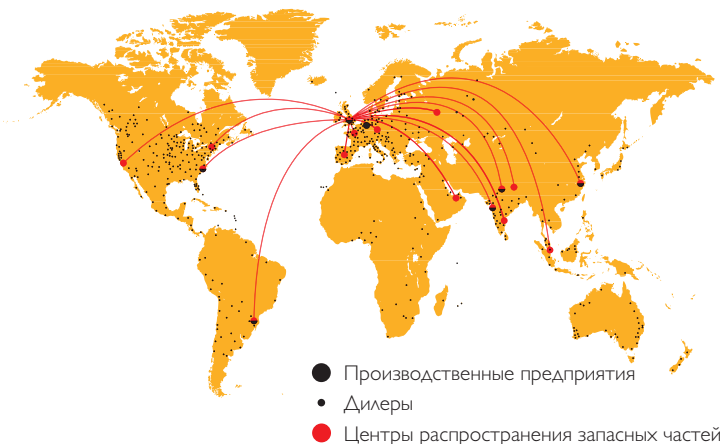 Производственные предприятия
Дилеры
Центры распространения запасных частей